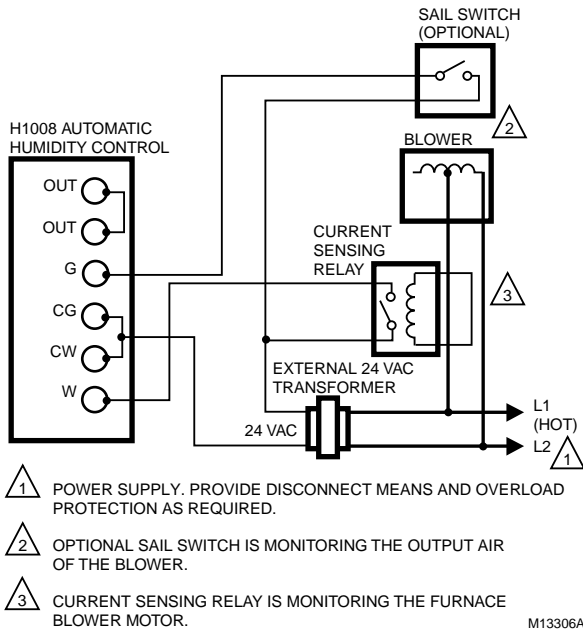 SAIL SWITCH
(OPTIONAL)
2
H1008 AUTOMATIC
HUMIDITY CONTROL
BLOWER
OUT
OUT
G
CG
CW
W
CURRENT
SENSING
RELAY
3
EXTERNAL 24 VAC
TRANSFORMER
24 VAC
L1
(HOT)
L2
1
1 POWER SUPPLY. PROVIDE DISCONNECT MEANS AND OVERLOAD
PROTECTION AS REQUIRED.
2 OPTIONAL SAIL SWITCH IS MONITORING THE OUTPUT AIR
OF THE BLOWER.
3 CURRENT SENSING RELAY IS MONITORING THE FURNACE
BLOWER MOTOR.
M13306A